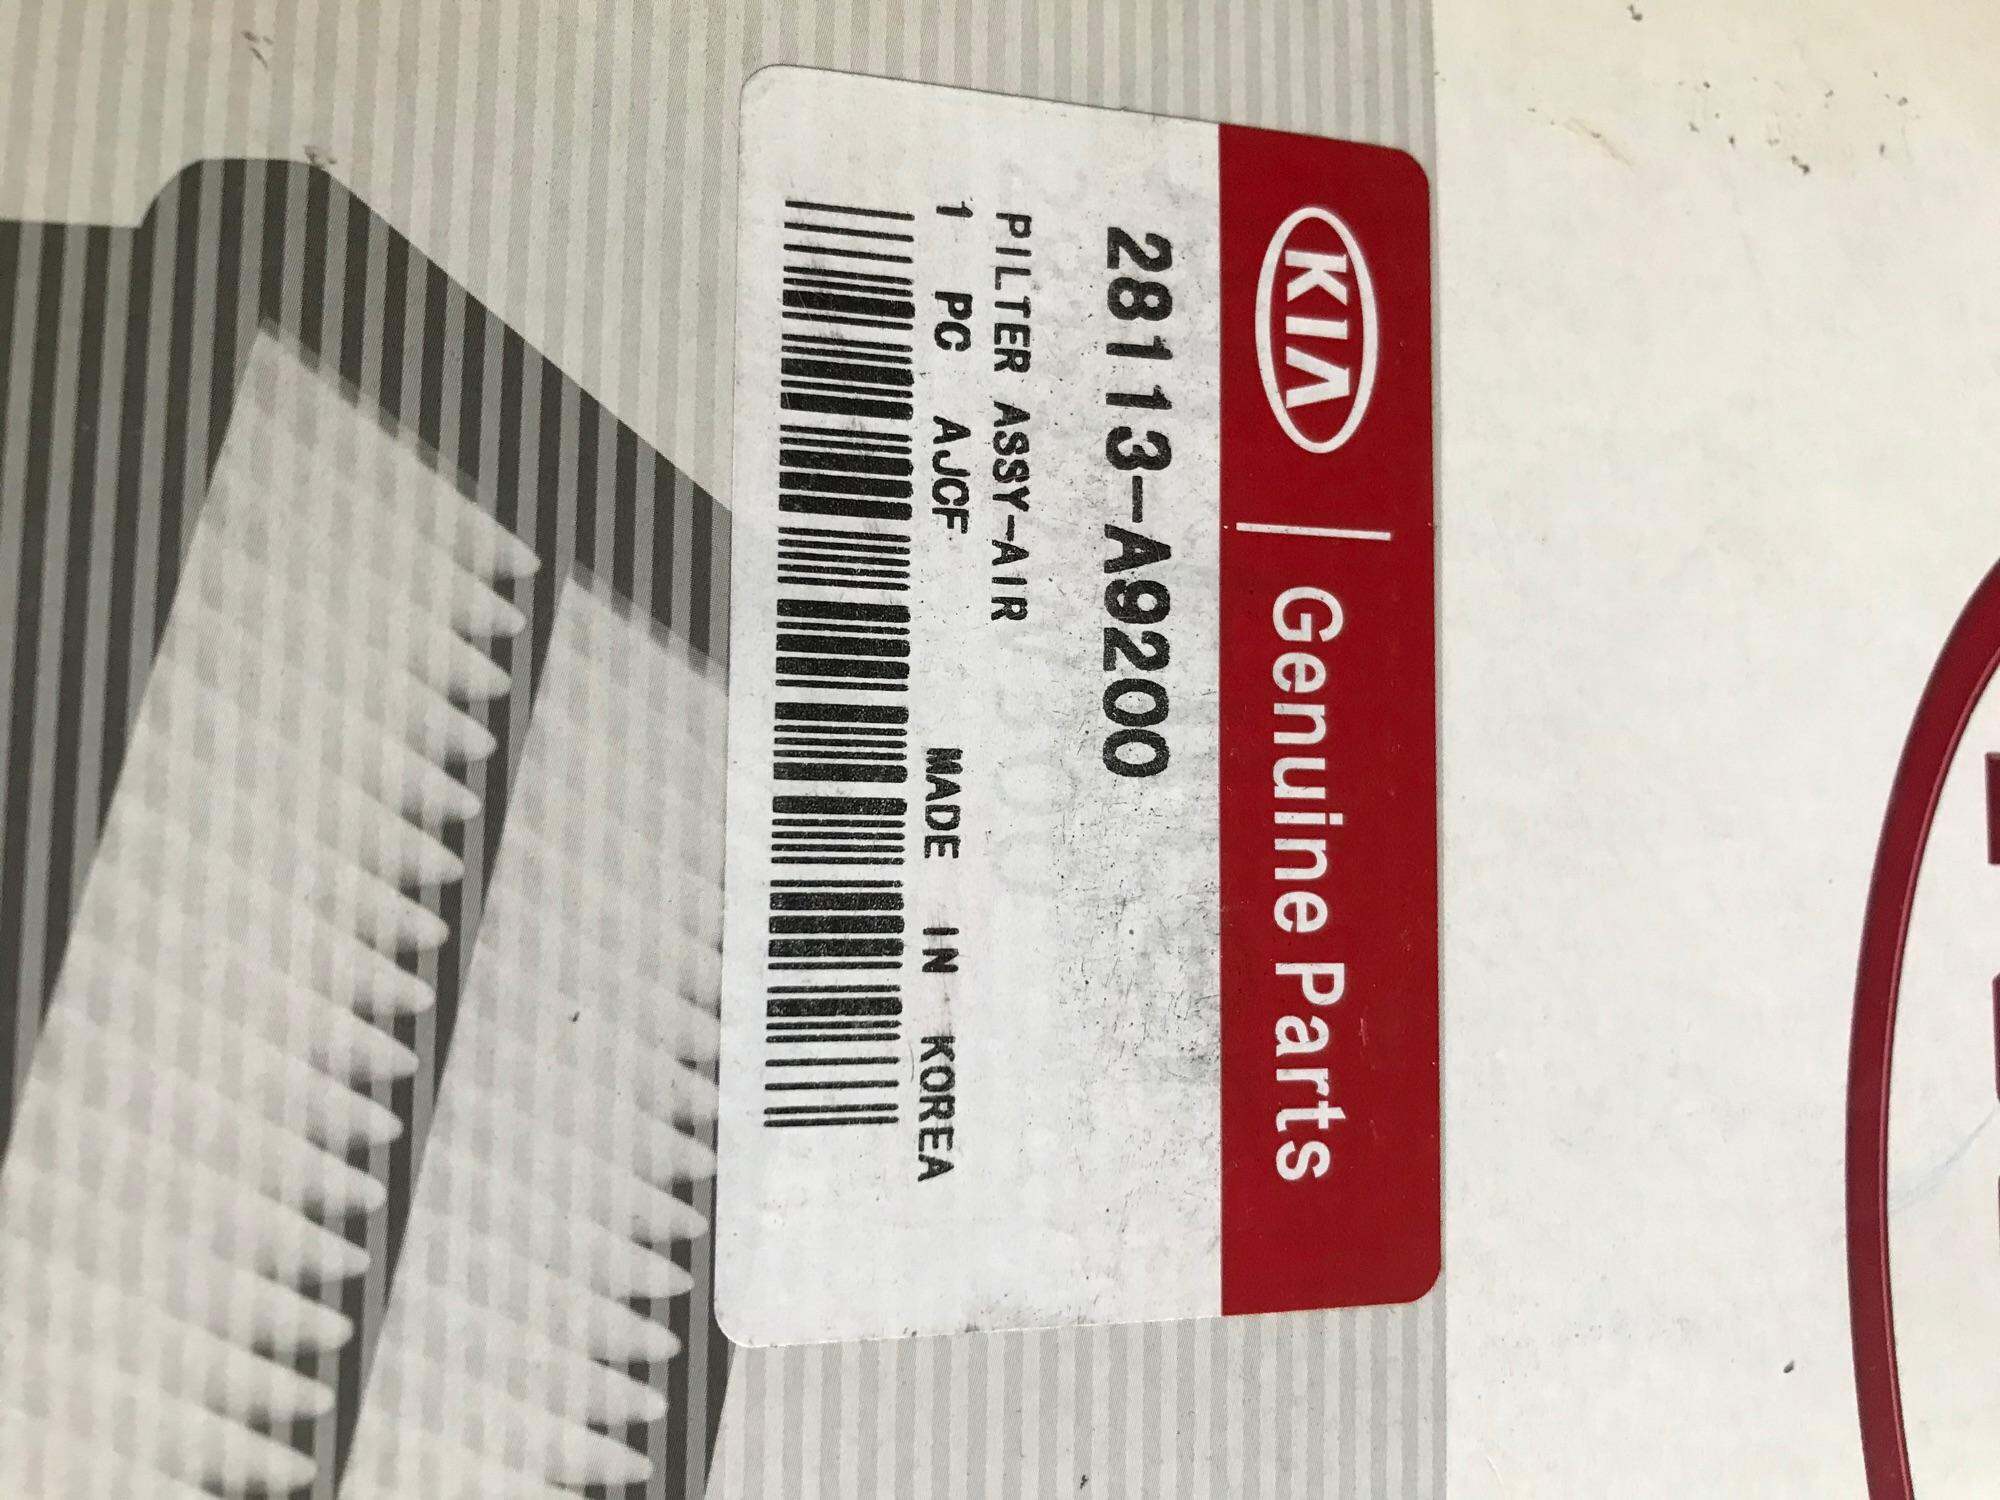 KIA | Genuine Parts
28113-A9200
PILTER ASSY-AIR
1 PC AJCF MADE IN KOREA